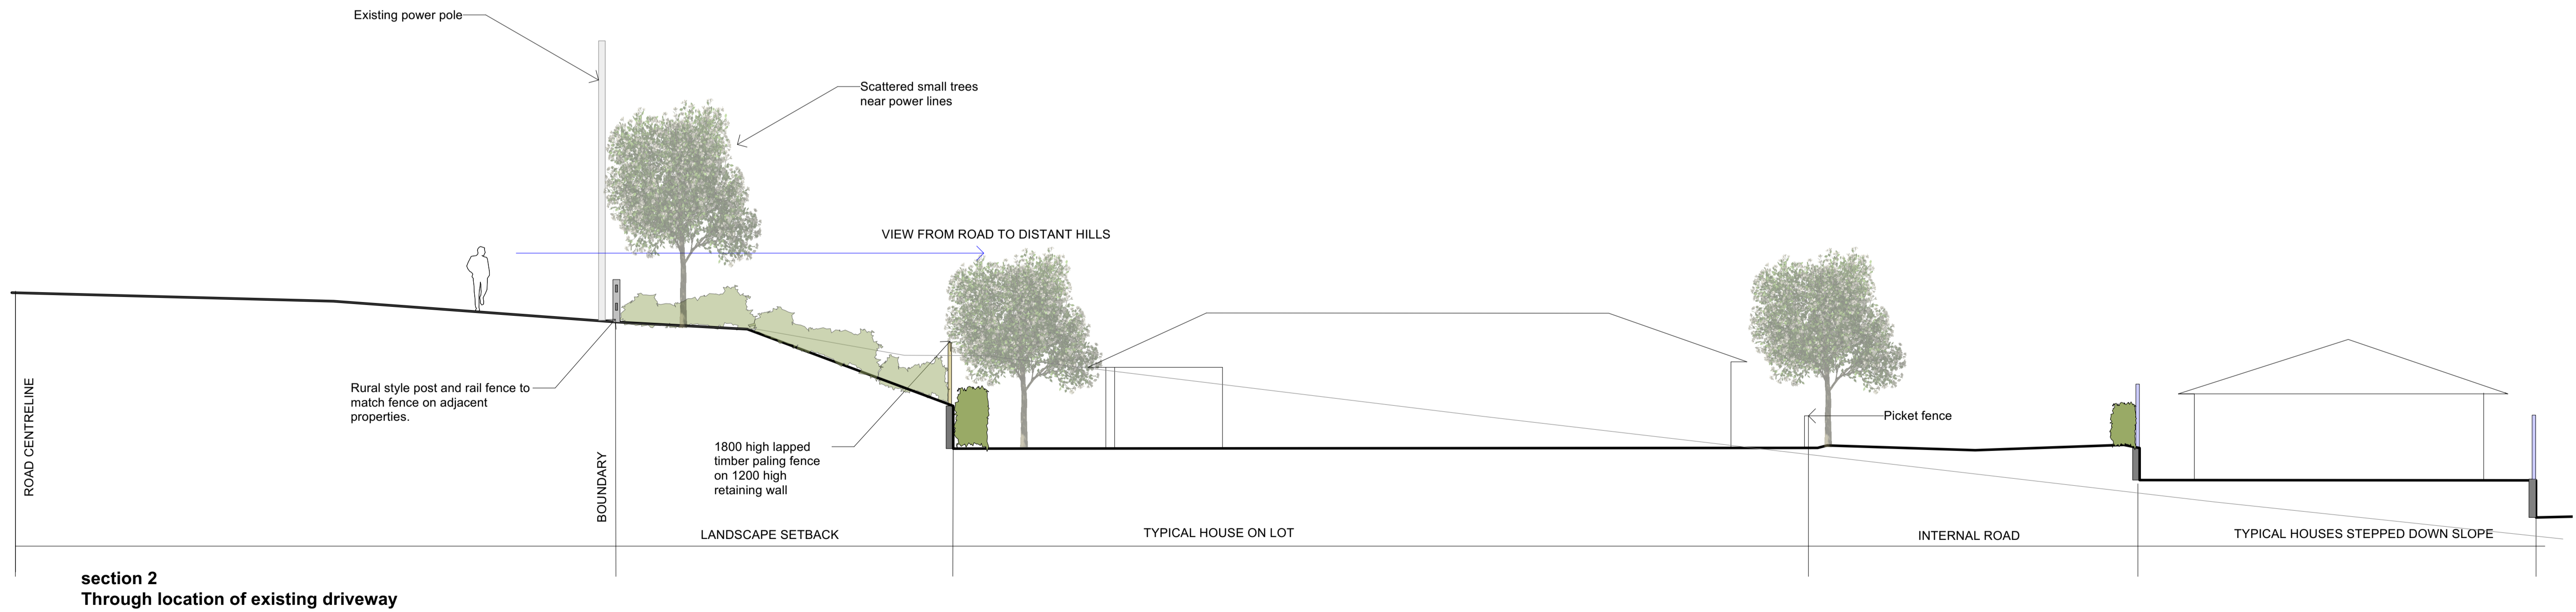 Existing power pole
Scattered small trees
near power lines
VIEW FROM ROAD TO DISTANT HILLS
Rural style post and rail fence to
match fence on adjacent
properties.
1800 high lapped
timber paling fence
on 1200 high
retaining wall
Picket fence
ROAD CENTRELINE
BOUNDARY
LANDSCAPE SETBACK
TYPICAL HOUSE ON LOT
INTERNAL ROAD
TYPICAL HOUSES STEPPED DOWN SLOPE
section 2
Through location of existing driveway